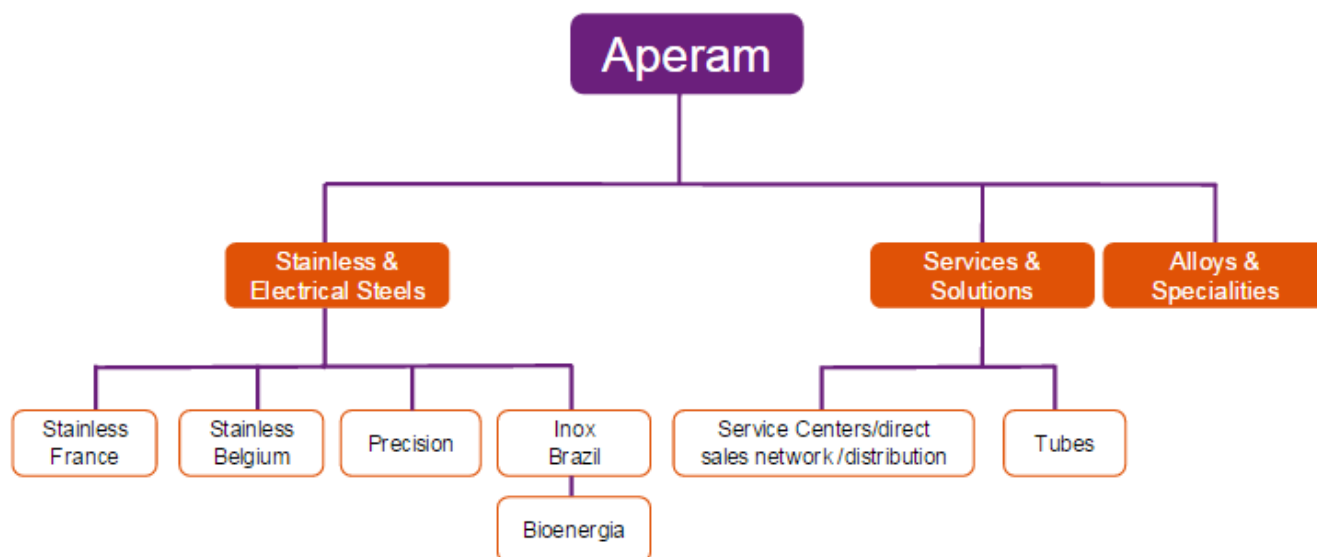 Aperam
Stainless &
Electrical Steels
Services &
Solutions
Alloys &
Specialities
Stainless
France
Stainless
Belgium
Precision
Inox
Brazil
Service Centers/direct
sales network/distribution
Tubes
Bioenergia